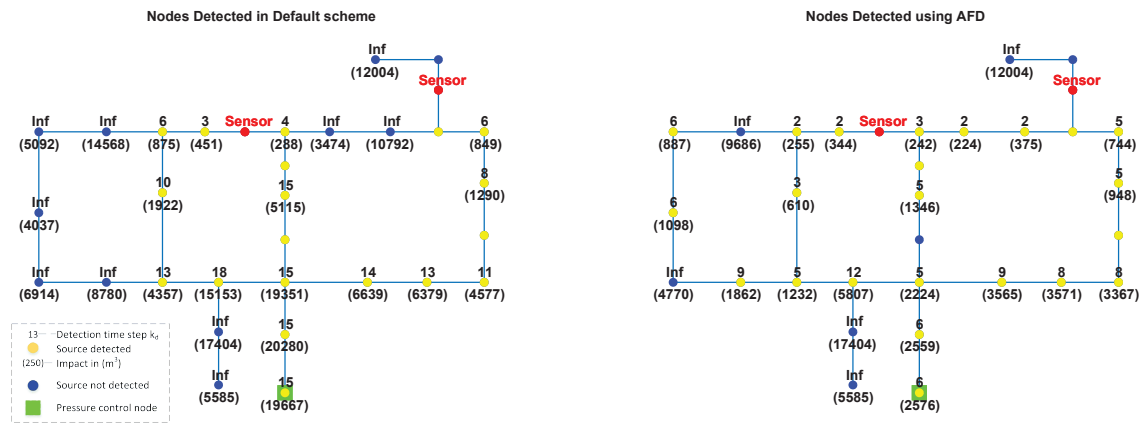 Nodes Detected in Default scheme
Inf
(12004)
Sensor
Inf Inf 6 3 Sensor 4 Inf Inf 6
(5092) (14568) (875) (451) (288) (3474) (10792) (849)
10 15 8
(1922) (5115) (1290)
Inf
(4037)
Inf Inf 13 18 15 14 13 11
(6914) (8780) (4357) (15153) (19351) (6639) (6379) (4577)
Inf 15
(17404) (20280)
Inf 15
(5585) (19667)
13 Detection time step k_d
Source detected
(250) Impact in (m³)
Source not detected
Pressure control node
Nodes Detected using AFD
Inf
(12004)
Sensor
6 Inf 2 2 Sensor 3 2 2 5
(887) (9686) (255) (344) (242) (224) (375) (744)
3 5 5
(610) (1346) (948)
6
(1098)
Inf 9 5 12 5 9 8 8
(4770) (1862) (1232) (5807) (2224) (3565) (3571) (3367)
Inf 6
(17404) (2559)
Inf 6
(5585) (2576)